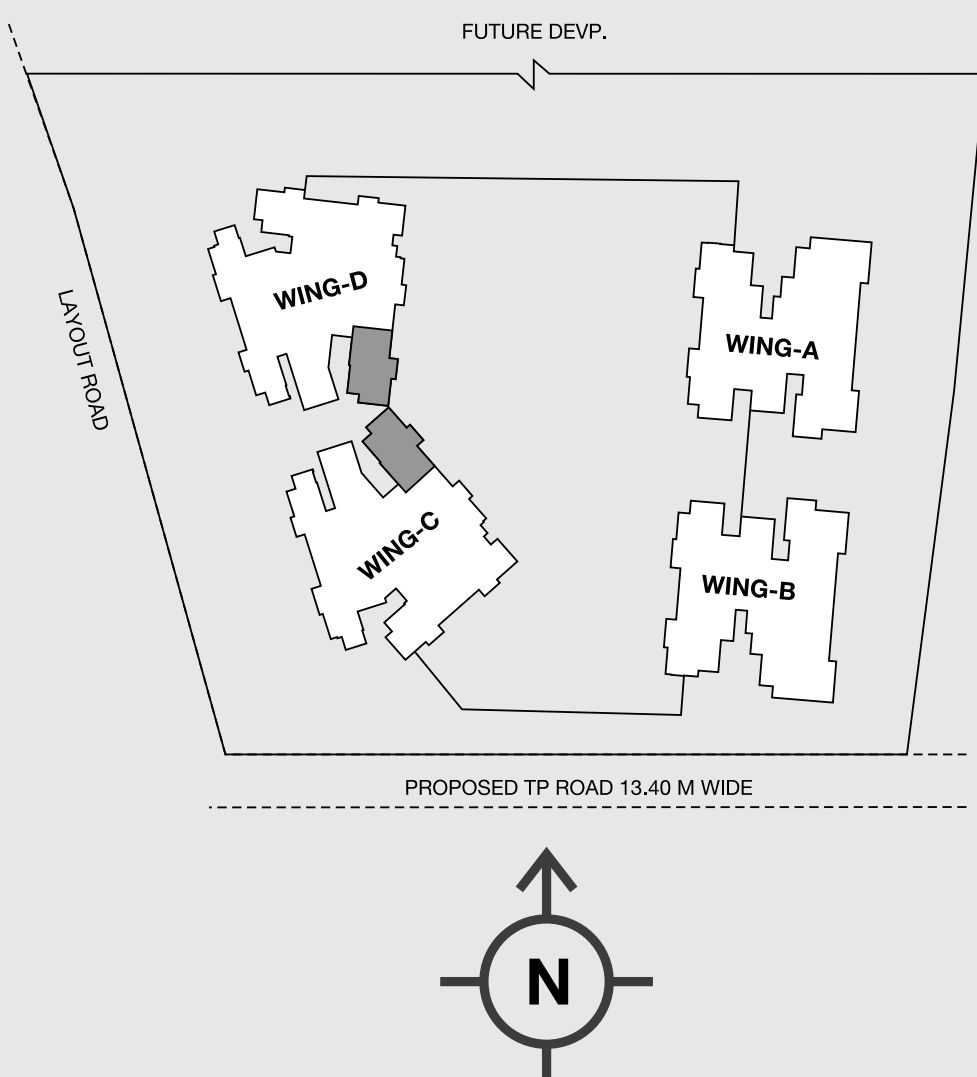 FUTURE DEVP.
WING-D
WING-A
LAYOUT ROAD
WING-C
WING-B
PROPOSED TP ROAD 13.40 M WIDE
N